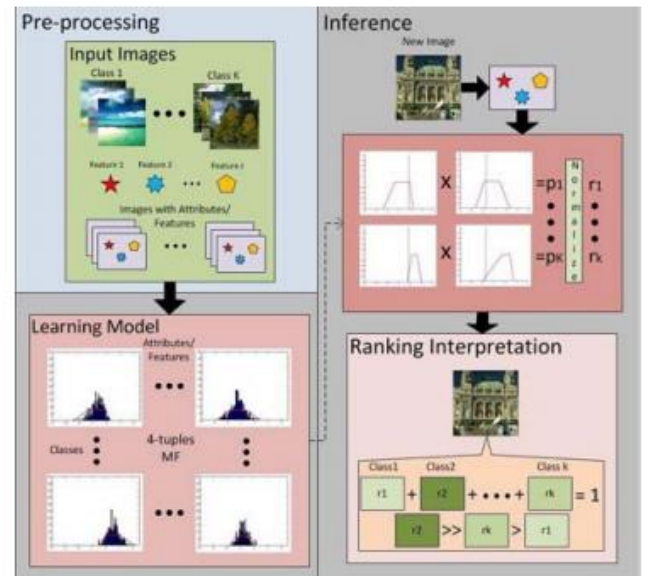 Pre-processing
Input Images
Class 1
Class K
Feature 1 Feature 2 Feature J
Images with Attributes/
Features
Learning Model
Attributes/
Features
Classes
4-tuples
MF
Inference
New Image
X =p1 r1
Normalize
X =pK rk
Ranking Interpretation
Class1 Class2 Class k
r1 + r2 + + rk = 1
r2 >> rk > r1